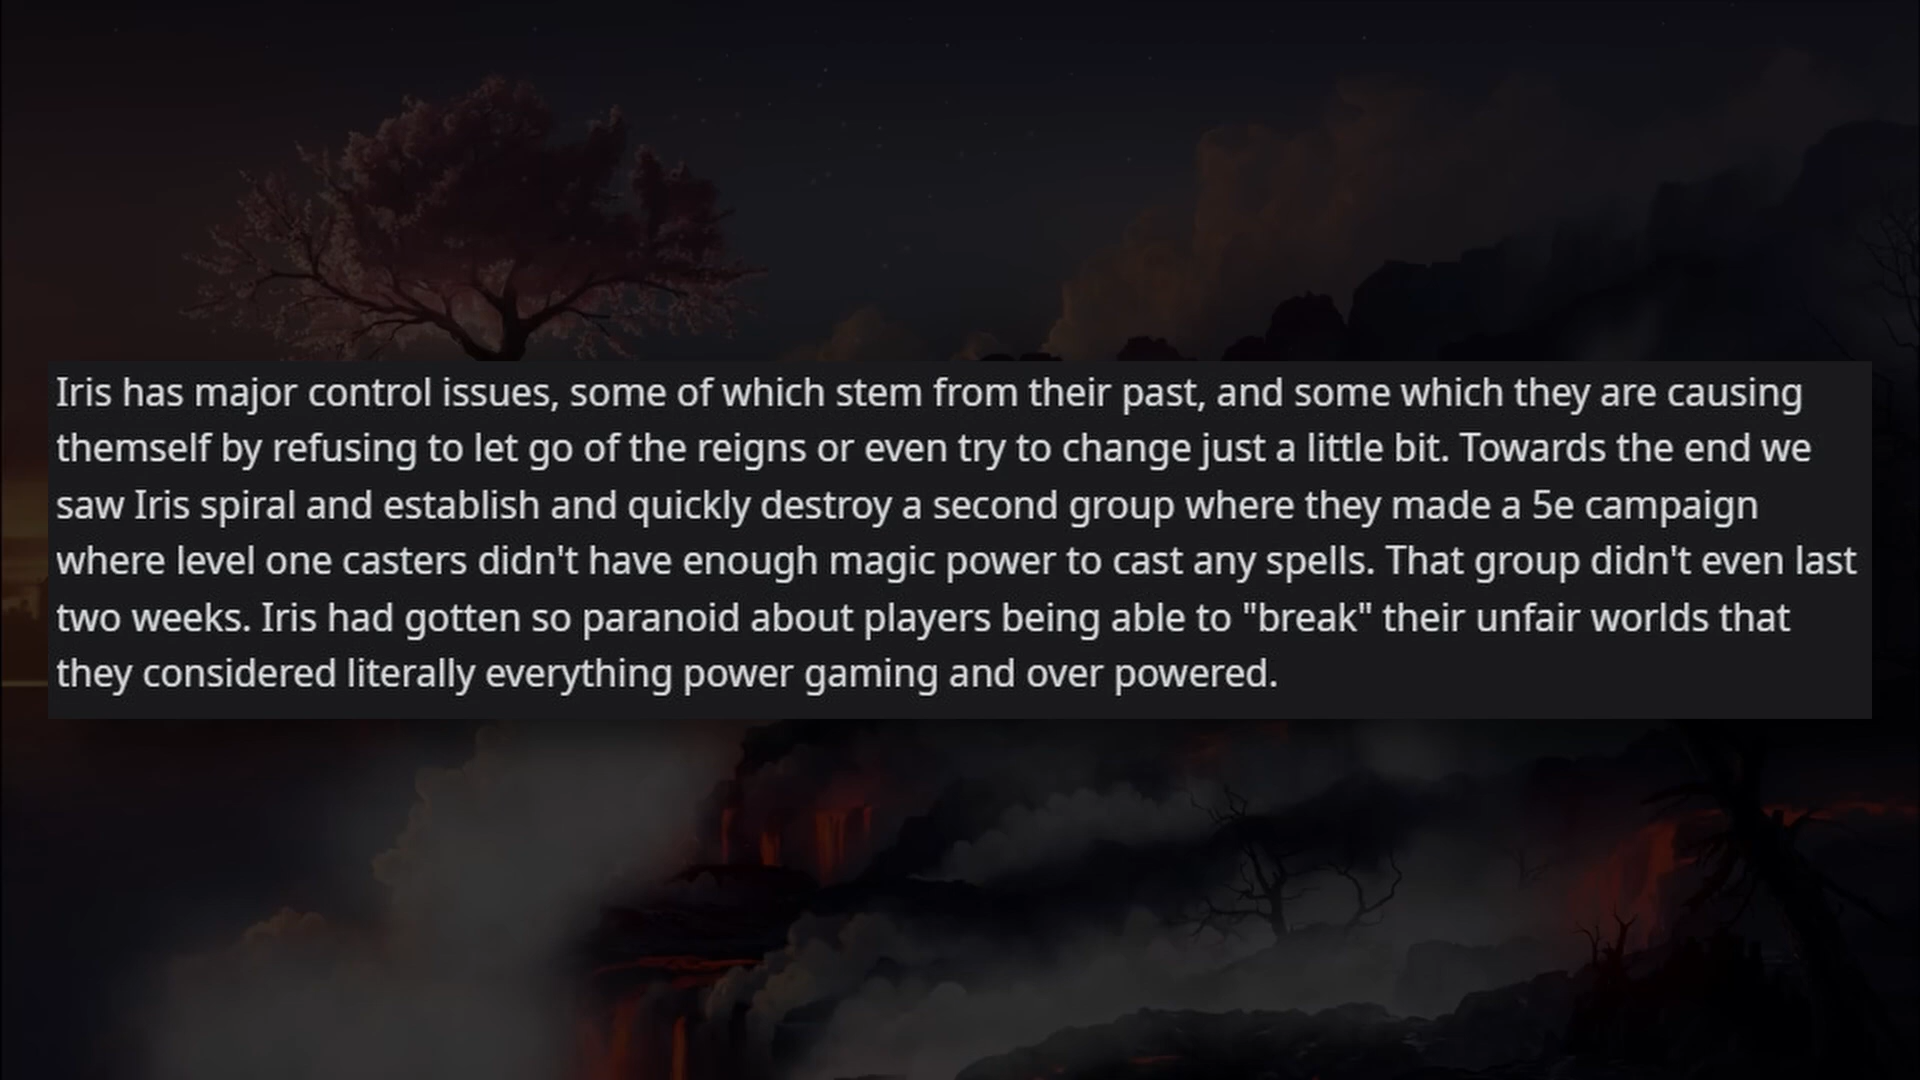 Iris has major control issues, some of which stem from their past, and some which they are causing
themself by refusing to let go of the reigns or even try to change just a little bit. Towards the end we
saw Iris spiral and establish and quickly destroy a second group where they made a 5e campaign
where level one casters didn't have enough magic power to cast any spells. That group didn't even last
two weeks. Iris had gotten so paranoid about players being able to "break" their unfair worlds that
they considered literally everything power gaming and over powered.